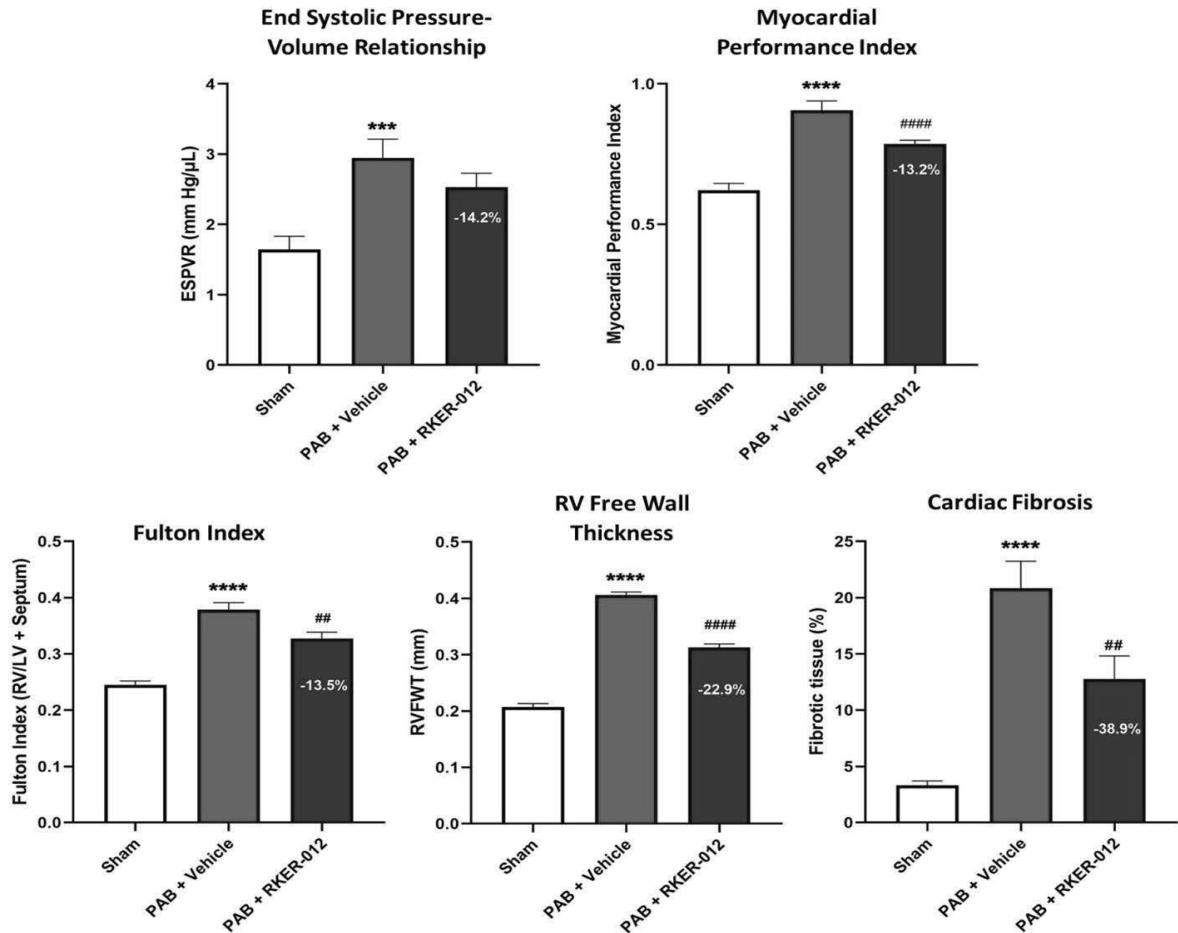 End Systolic Pressure-
Volume Relationship
ESPVR (mm Hg/µL)
4
3
2
1
0
***
-14.2%
Sham
PAB + Vehicle
PAB + RKER-012
Myocardial
Performance Index
Myocardial Performance Index
1.0
0.5
0.0
****
####
-13.2%
Sham
PAB + Vehicle
PAB + RKER-012
Fulton Index
Fulton Index (RV/LV + Septum)
0.5
0.4
0.3
0.2
0.1
0.0
****
##
-13.5%
Sham
PAB + Vehicle
PAB + RKER-012
RV Free Wall
Thickness
RVFWT (mm)
0.5
0.4
0.3
0.2
0.1
0.0
****
####
-22.9%
Sham
PAB + Vehicle
PAB + RKER-012
Cardiac Fibrosis
Fibrotic tissue (%)
25
20
15
10
5
0
****
##
-38.9%
Sham
PAB + Vehicle
PAB + RKER-012